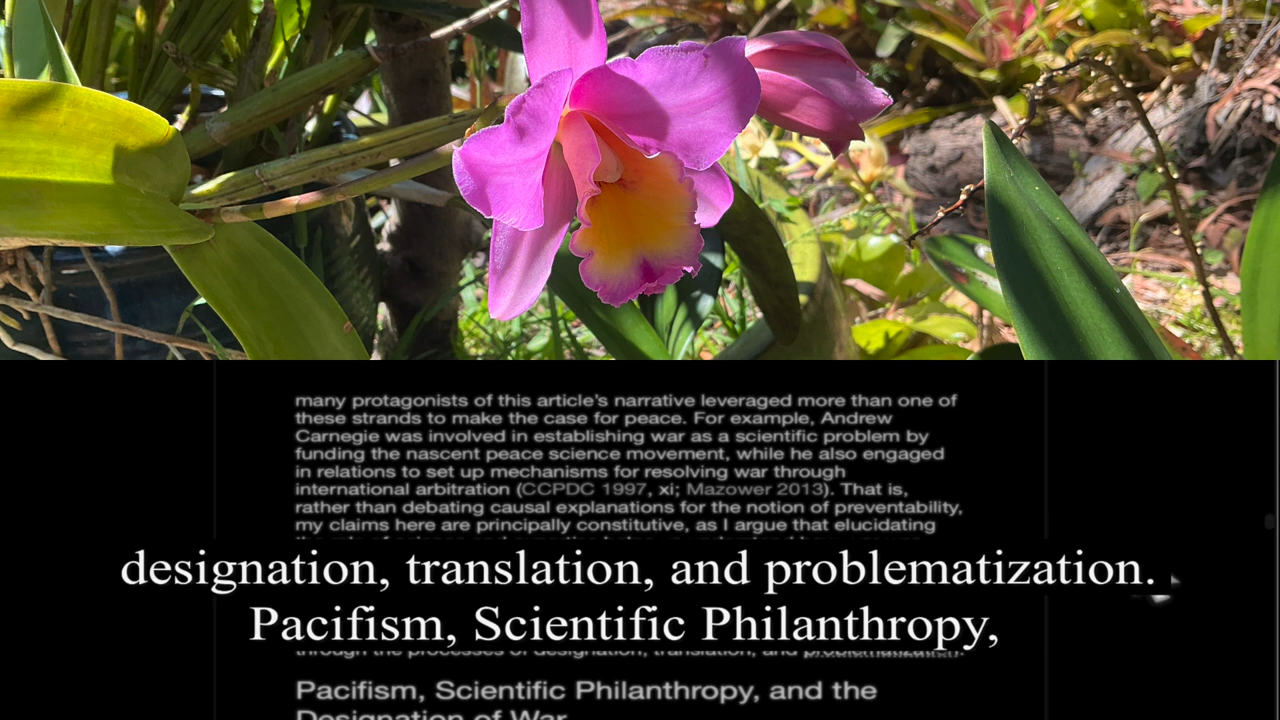 many protagonists of this article's narrative leveraged more than one of
these strands to make the case for peace. For example, Andrew
Carnegie was involved in establishing war as a scientific problem by
funding the nascent peace science movement, while he also engaged
in relations to set up mechanisms for resolving war through
international arbitration (CCPDC 1997, xi; Mazower 2013). That is,
rather than debating causal explanations for the notion of preventability,
my claims here are principally constitutive, as I argue that elucidating
designation, translation, and problematization.
Pacifism, Scientific Philanthropy,
through the processes of designation, translation, and problematization.
Pacifism, Scientific Philanthropy, and the
Designation of War